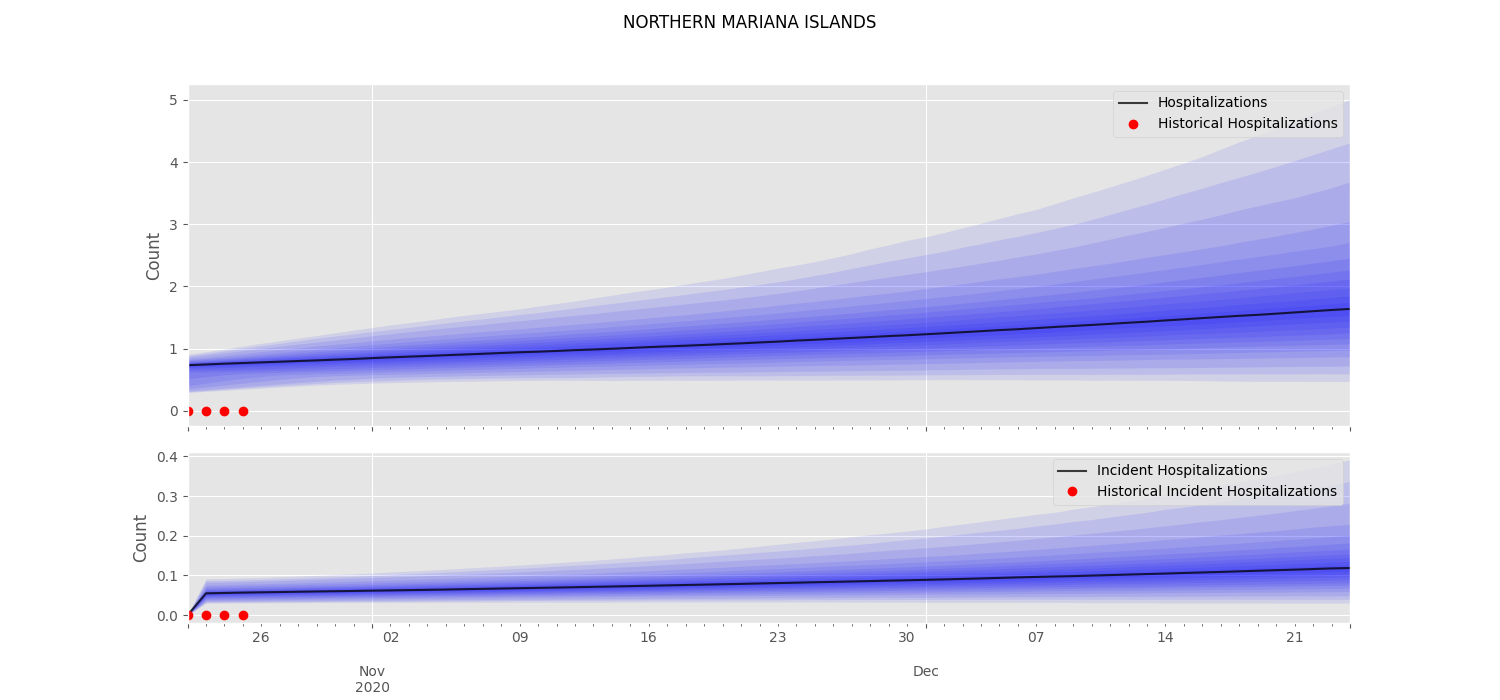 NORTHERN MARIANA ISLANDS
5
4
3
2
1
0
Count
Hospitalizations
Historical Hospitalizations
0.4
0.3
0.2
0.1
0.0
Count
Incident Hospitalizations
Historical Incident Hospitalizations
26 02 09 16 23 30 07 14 21
Nov Dec
2020